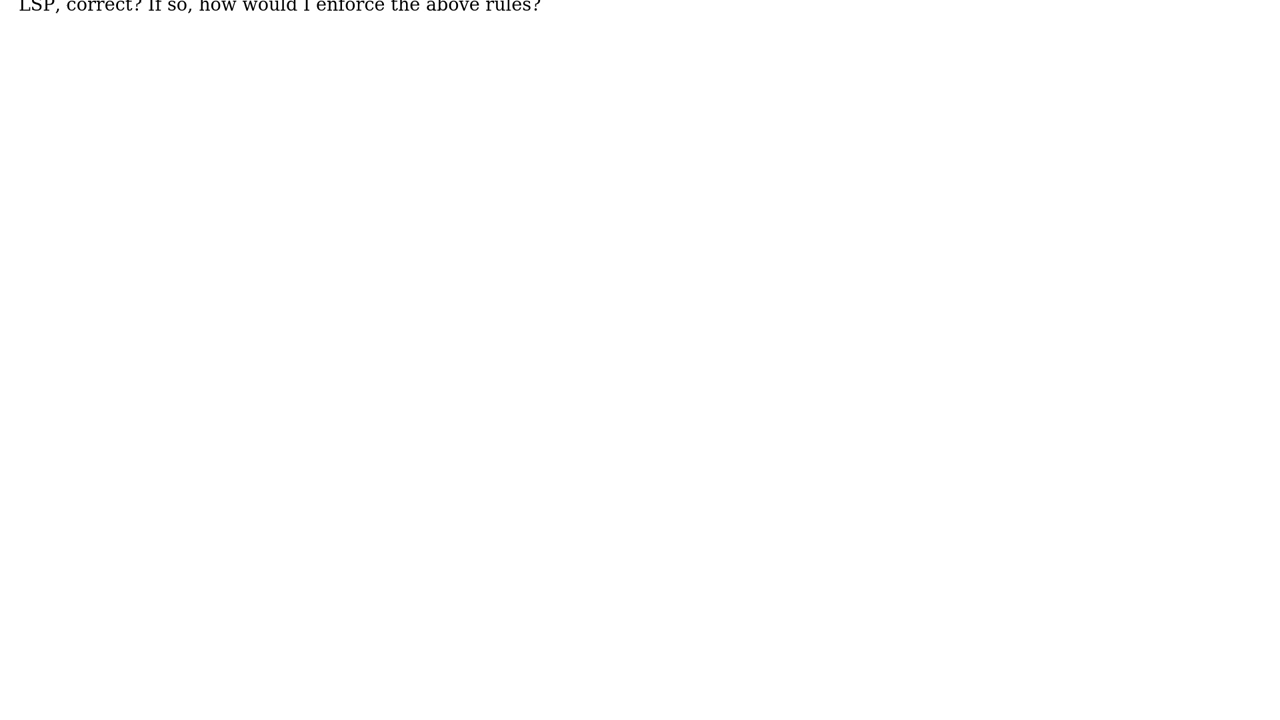 LSP, correct? If so, how would I enforce the above rules?